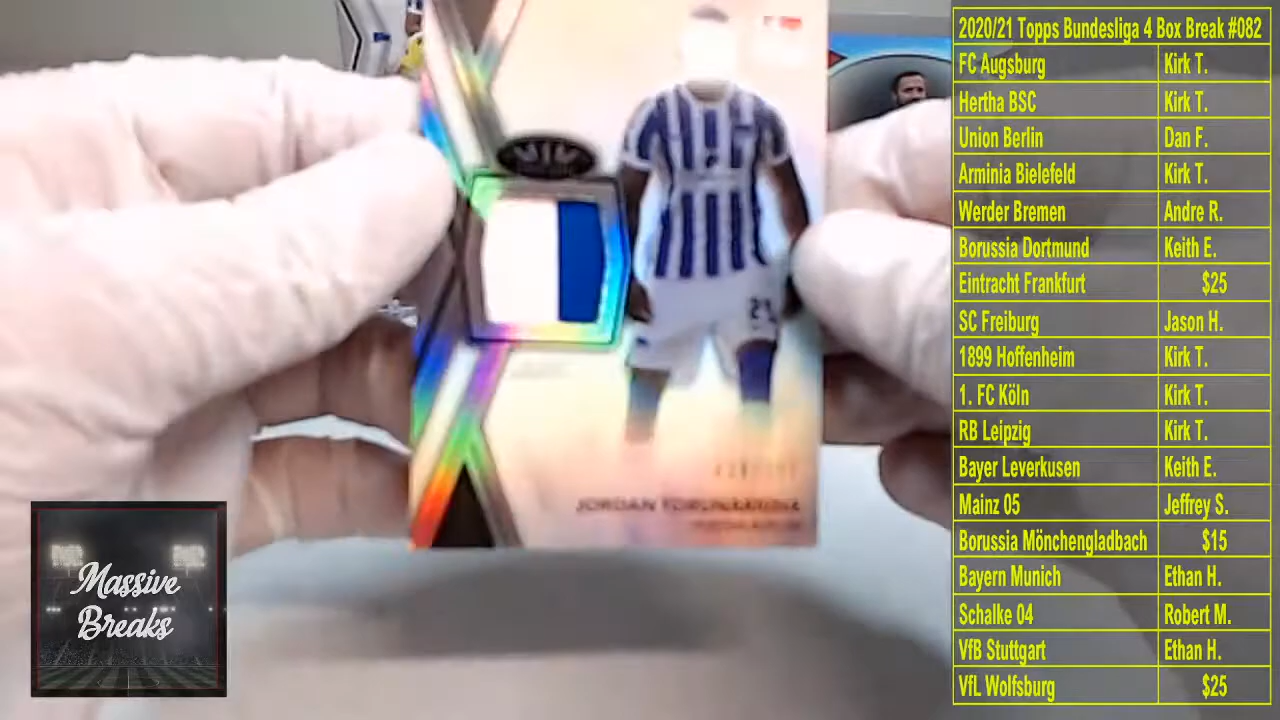 2020/21 Topps Bundesliga 4 Box Break #082
FC Augsburg Kirk T.
Hertha BSC Kirk T.
Union Berlin Dan F.
Arminia Bielefeld Kirk T.
Werder Bremen Andre R.
Borussia Dortmund Keith E.
Eintracht Frankfurt $25
SC Freiburg Jason H.
1899 Hoffenheim Kirk T.
1. FC Köln Kirk T.
RB Leipzig Kirk T.
Bayer Leverkusen Keith E.
Mainz 05 Jeffrey S.
Borussia Mönchengladbach $15
Bayern Munich Ethan H.
Schalke 04 Robert M.
VfB Stuttgart Ethan H.
VfL Wolfsburg $25
JORDAN TORUNARIGHA
Massive
Breaks